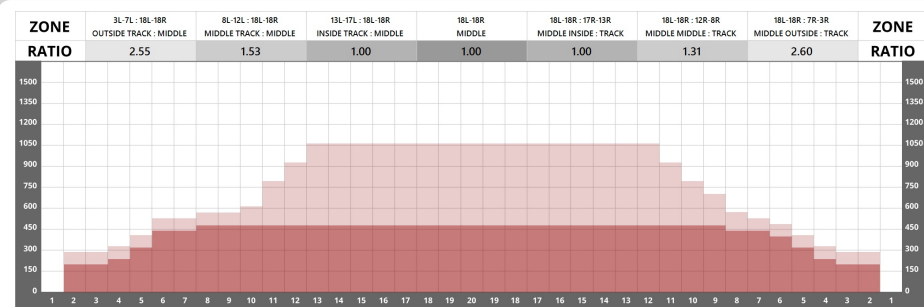 ZONE
3L-7L : 18L-18R
OUTSIDE TRACK : MIDDLE
8L-12L : 18L-18R
MIDDLE TRACK : MIDDLE
13L-17L : 18L-18R
INSIDE TRACK : MIDDLE
18L-18R
MIDDLE
18L-18R : 17R-13R
MIDDLE INSIDE : TRACK
18L-18R : 12R-8R
MIDDLE MIDDLE : TRACK
18L-18R : 7R-3R
MIDDLE OUTSIDE : TRACK
ZONE
RATIO 2.55 1.53 1.00 1.00 1.00 1.31 2.60 RATIO
1500 1500
1350 1350
1200 1200
1050 1050
900 900
750 750
600 600
450 450
300 300
150 150
0 0
1 2 3 4 5 6 7 8 9 10 11 12 13 14 15 16 17 18 19 20 19 18 17 16 15 14 13 12 11 10 9 8 7 6 5 4 3 2 1